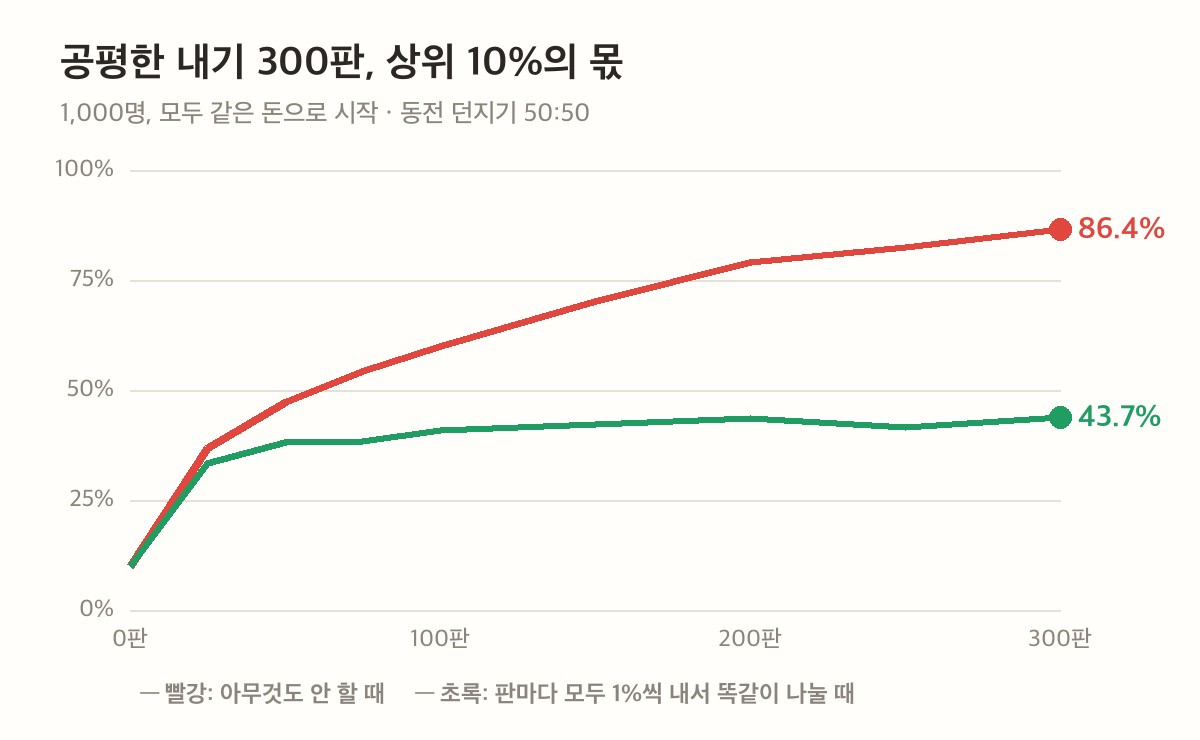 공평한 내기 300판, 상위 10%의 몫
1,000명, 모두 같은 돈으로 시작 · 동전 던지기 50:50
100%
86.4%
75%
50%
43.7%
25%
0%
0판 100판 200판 300판
— 빨강: 아무것도 안 할 때 — 초록: 판마다 모두 1%씩 내서 똑같이 나눌 때